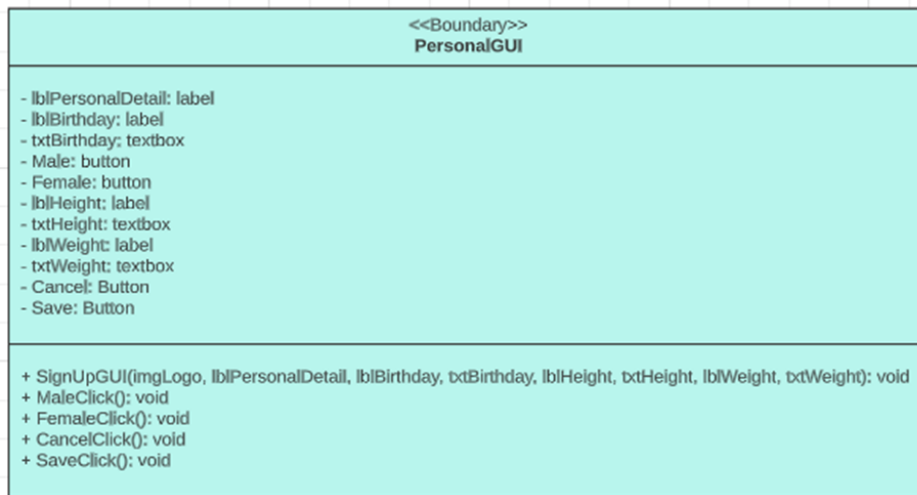 <<Boundary>>
PersonalGUI
- lblPersonalDetail: label
- lblBirthday: label
- txtBirthday: textbox
- Male: button
- Female: button
- lblHeight: label
- txtHeight: textbox
- lblWeight: label
- txtWeight: textbox
- Cancel: Button
- Save: Button
+ SignUpGUI(imgLogo, lblPersonalDetail, lblBirthday, txtBirthday, lblHeight, txtHeight, lblWeight, txtWeight): void
+ MaleClick(): void
+ FemaleClick(): void
+ CancelClick(): void
+ SaveClick(): void